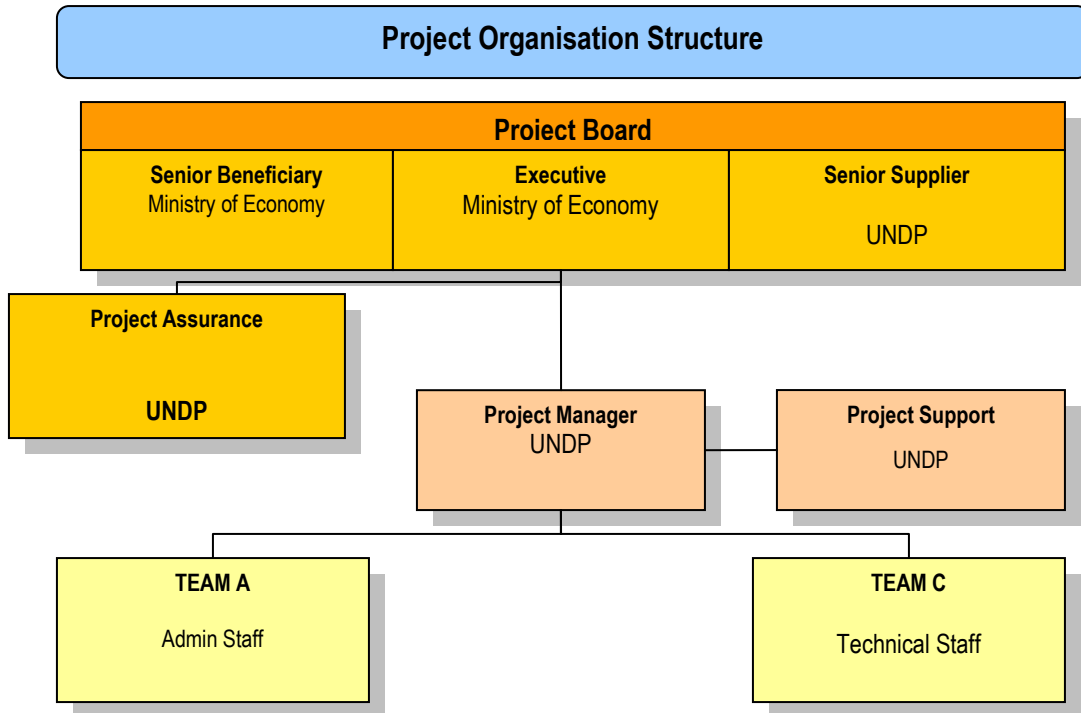 Project Organisation Structure
Project Board
Senior Beneficiary
Ministry of Economy
Executive
Ministry of Economy
Senior Supplier
UNDP
Project Assurance
UNDP
Project Manager
UNDP
Project Support
UNDP
TEAM A
Admin Staff
TEAM C
Technical Staff